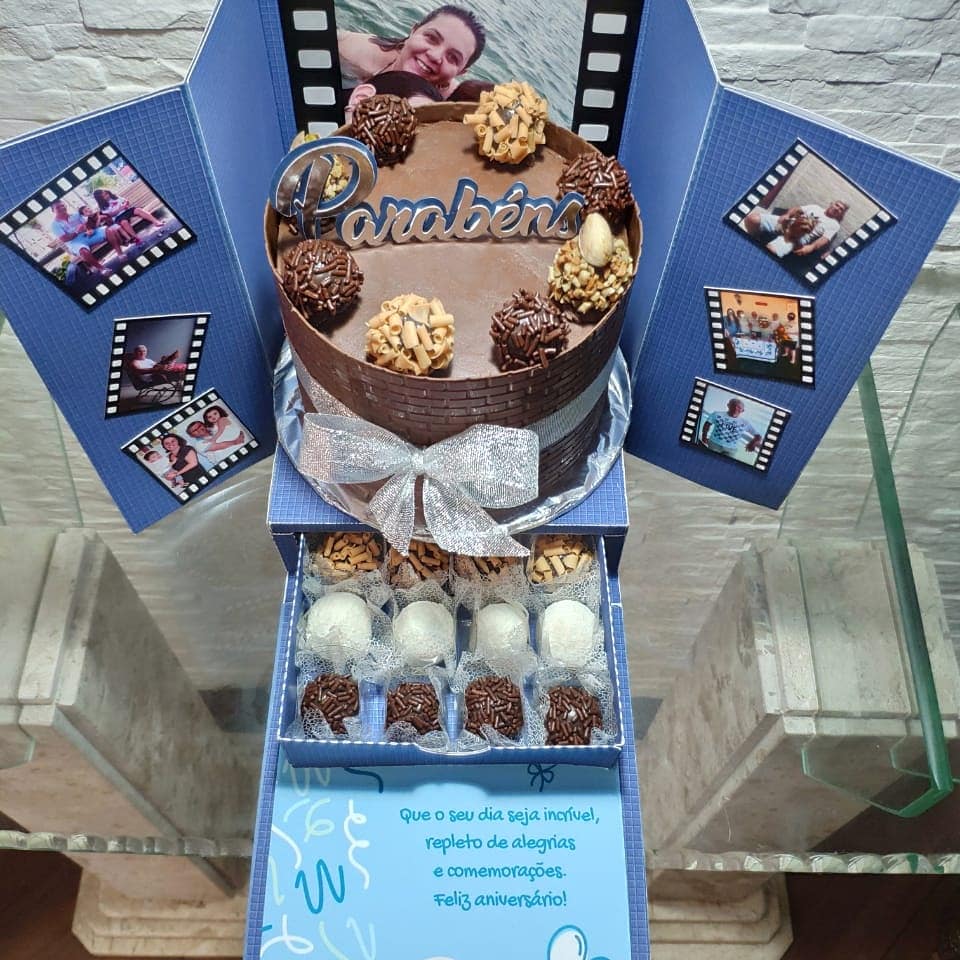 Parabéns
Que o seu dia seja incrível,
repleto de alegrias
e comemorações.
Feliz aniversário!